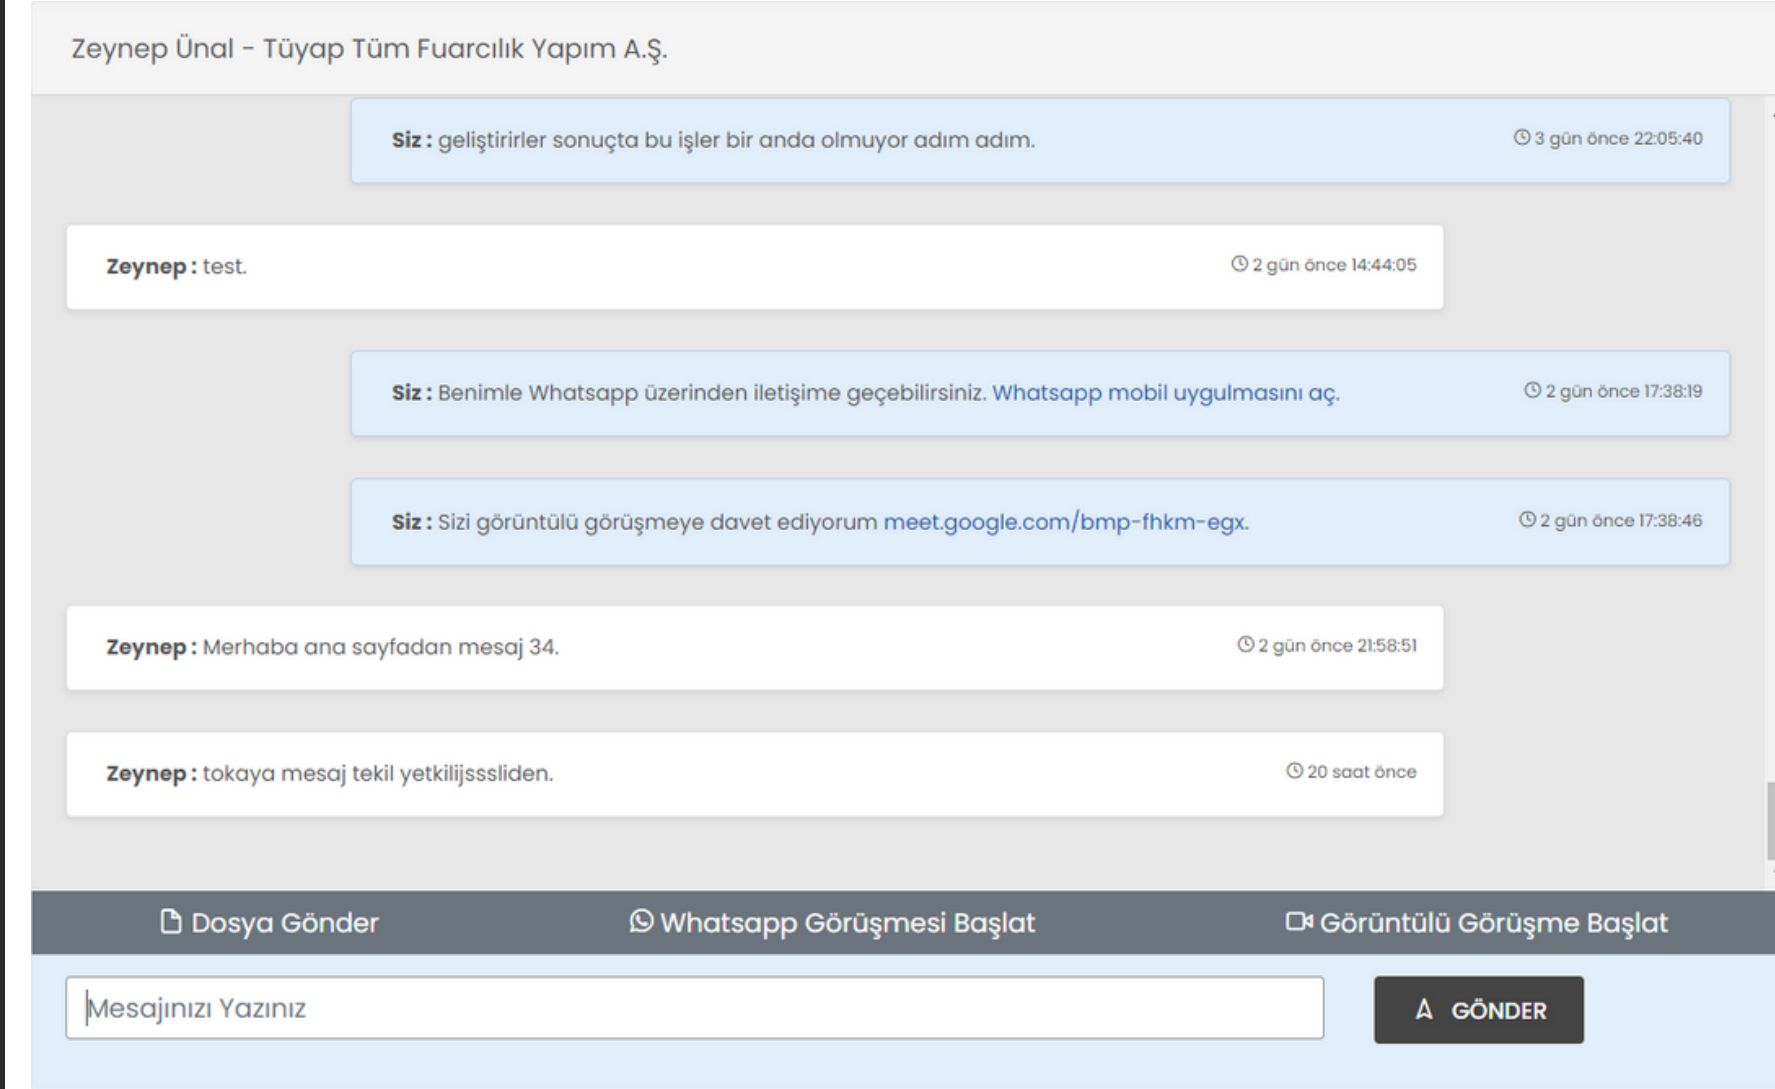 Zeynep Ünal - Tüyap Tüm Fuarcılık Yapım A.Ş.
Siz : geliştirirler sonuçta bu işler bir anda olmuyor adım adım. 3 gün önce 22:05:40
Zeynep : test. 2 gün önce 14:44:05
Siz : Benimle Whatsapp üzerinden iletişime geçebilirsiniz. Whatsapp mobil uygulmasını aç. 2 gün önce 17:38:19
Siz : Sizi görüntülü görüşmeye davet ediyorum meet.google.com/bmp-fhkm-egx. 2 gün önce 17:38:46
Zeynep : Merhaba ana sayfadan mesaj 34. 2 gün önce 21:58:51
Zeynep : tokaya mesaj tekil yetkilijsssliden. 20 saat önce
Dosya Gönder Whatsapp Görüşmesi Başlat Görüntülü Görüşme Başlat
Mesajınızı Yazınız GÖNDER